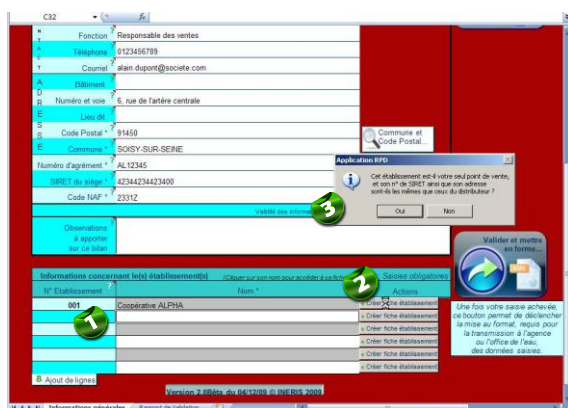 C32
fx
Fonction ? Responsable des ventes
Téléphone ? 0123456789
Courriel ? alain.dupont@societe.com
Bâtiment ?
Numéro et voie ? 6, rue de l'artère centrale
Lieu dit ?
Code Postal * ? 91450
Commune et
Code Postal...
Commune * ? SOISY-SUR-SEINE
Numéro d'agrément * ? AL12345
SIRET du siège * ? 42344234423400
Code NAF * ? 2331Z
Application RPD
Cet établissement est-il votre seul point de vente,
et son n° de SIRET ainsi que son adresse
sont-ils les mêmes que ceux du distributeur ?
Oui Non
3
Validité des informa
Observations
à apporter
sur ce bilan
Valider et mettre
en forme...
Informations concernant le(s) établissement(s) (Cliquer sur son nom pour accéder à sa fiche Saisies obligatoires
2
N° Etablissement ? Nom * Actions
001 Coopérative ALPHA Créer fiche établissement
1
Créer fiche établissement
Créer fiche établissement
Créer fiche établissement
Créer fiche établissement
Créer fiche établissement
Une fois votre saisie achevée,
ce bouton permet de déclencher
la mise au format, requis pour
la transmission à l'agence
ou l'office de l'eau,
des données saisies.
Ajout de lignes
Version 2.0Bêta du 04/12/09 © INERIS 2009
Informations générales Rapport de Validation